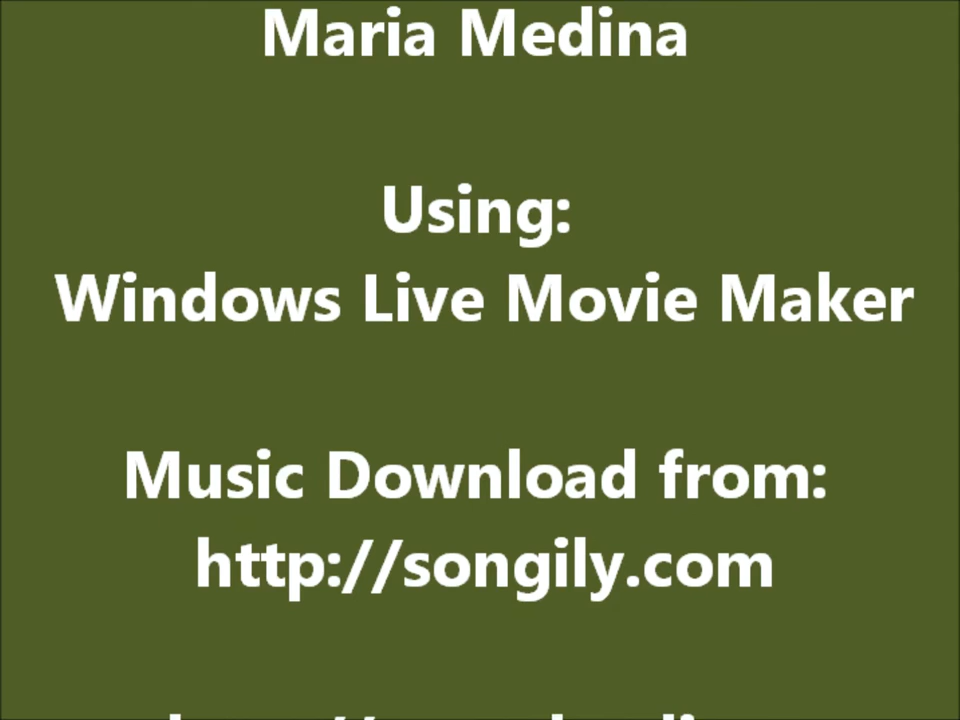 Maria Medina
Using:
Windows Live Movie Maker
Music Download from:
http://songily.com